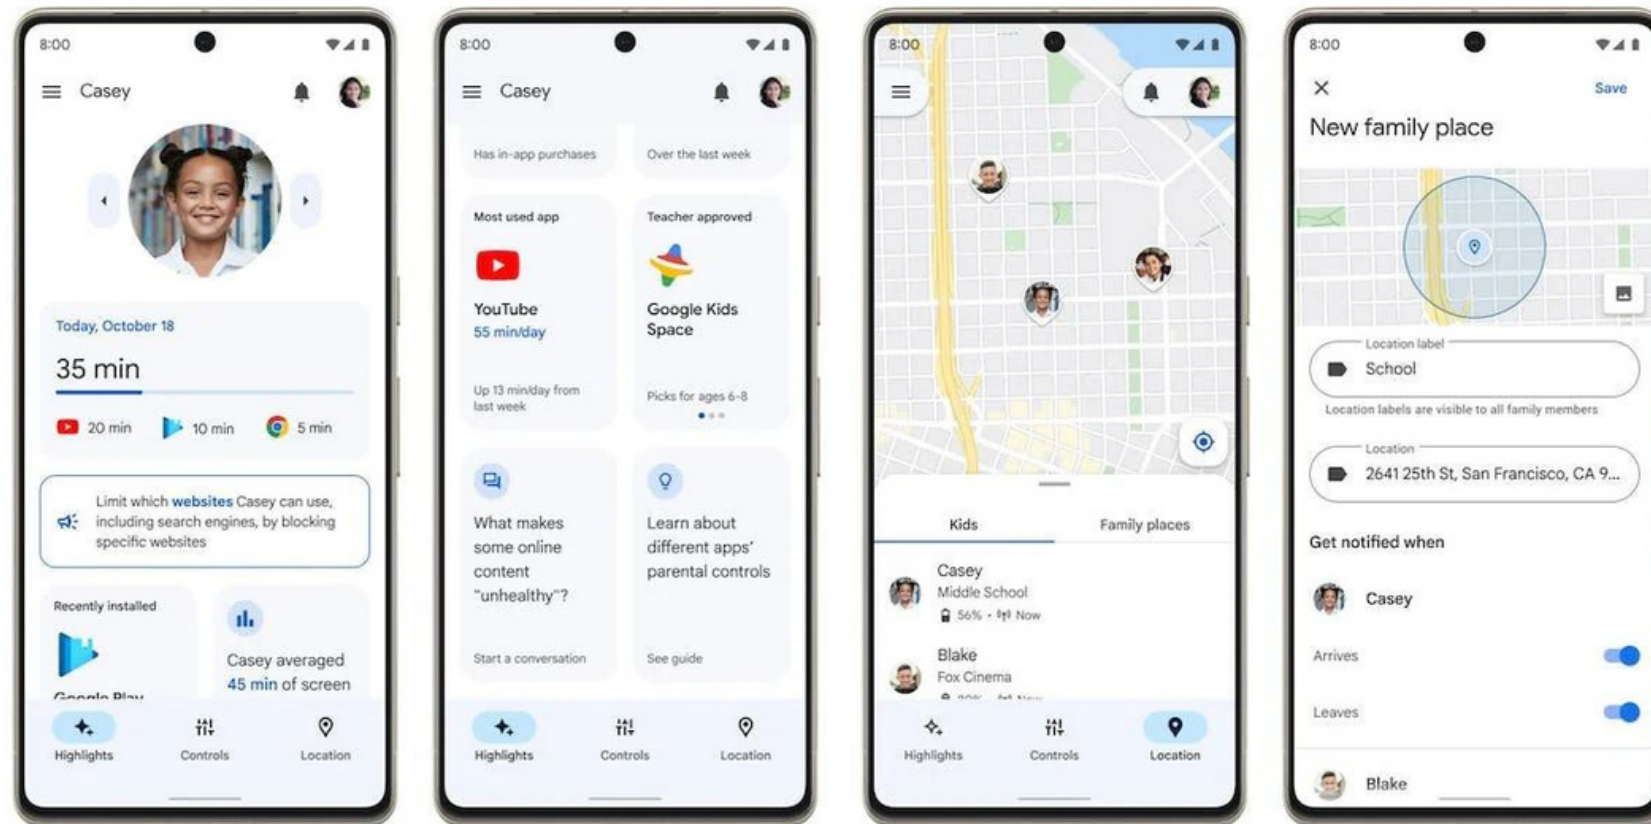 8:00
Casey
Today, October 18
35 min
20 min
10 min
5 min
Limit which websites Casey can use,
including search engines, by blocking
specific websites
Recently installed
Google Play
Casey averaged
45 min of screen
Highlights
Controls
Location
8:00
Casey
Has in-app purchases
Over the last week
Most used app
YouTube
55 min/day
Up 13 min/day from
last week
Teacher approved
Google Kids
Space
Picks for ages 6-8
What makes
some online
content
"unhealthy"?
Start a conversation
Learn about
different apps'
parental controls
See guide
Highlights
Controls
Location
8:00
Kids
Family places
Casey
Middle School
56% • Now
Blake
Fox Cinema
Highlights
Controls
Location
8:00
Save
New family place
Location label
School
Location labels are visible to all family members
Location
2641 25th St, San Francisco, CA 9...
Get notified when
Casey
Arrives
Leaves
Blake